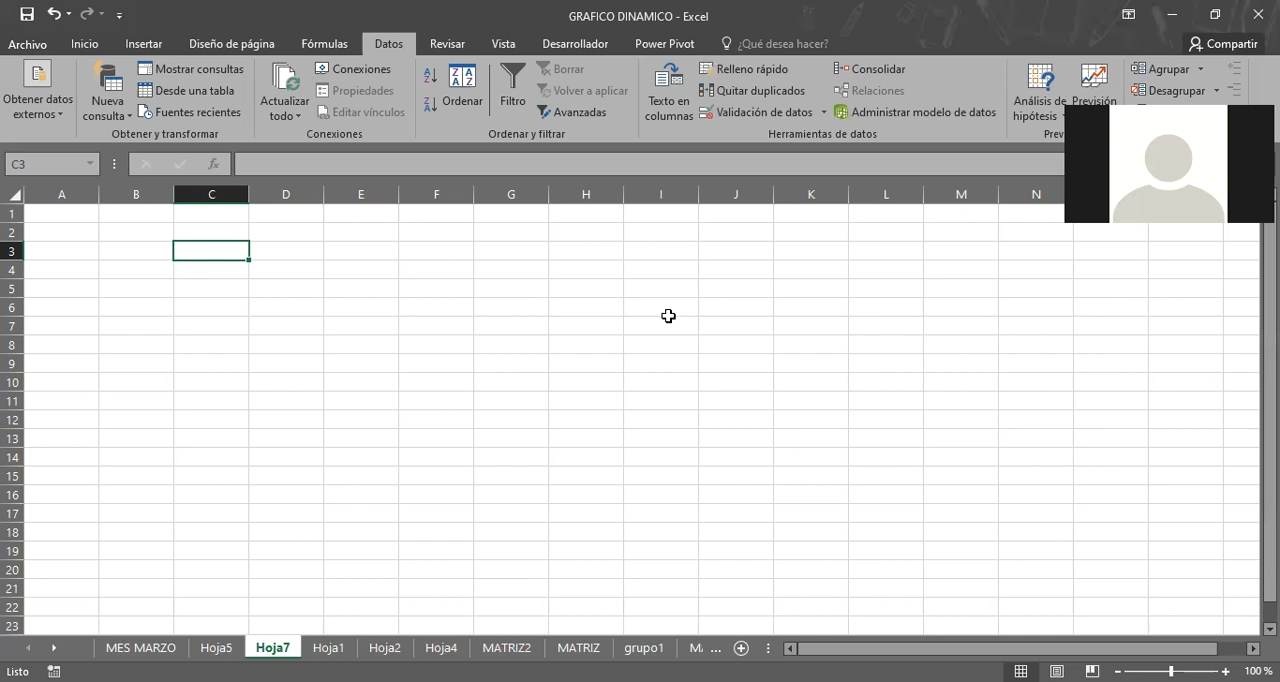 GRAFICO DINAMICO - Excel
Archivo Inicio Insertar Diseño de página Fórmulas Datos Revisar Vista Desarrollador Power Pivot ¿Qué desea hacer? Compartir
Obtener datos externos
Nueva consulta
Mostrar consultas
Desde una tabla
Fuentes recientes
Obtener y transformar
Actualizar todo
Conexiones
Propiedades
Editar vínculos
Conexiones
Ordenar
Filtro
Borrar
Volver a aplicar
Avanzadas
Ordenar y filtrar
Texto en columnas
Relleno rápido
Quitar duplicados
Validación de datos
Consolidar
Relaciones
Administrar modelo de datos
Herramientas de datos
Análisis de hipótesis
Previsión
Prev
Agrupar
Desagrupar
C3
fx
A B C D E F G H I J K L M N
1
2
3
4
5
6
7
8
9
10
11
12
13
14
15
16
17
18
19
20
21
22
23
MES MARZO Hoja5 Hoja7 Hoja1 Hoja2 Hoja4 MATRIZ2 MATRIZ grupo1 ...
Listo 100 %